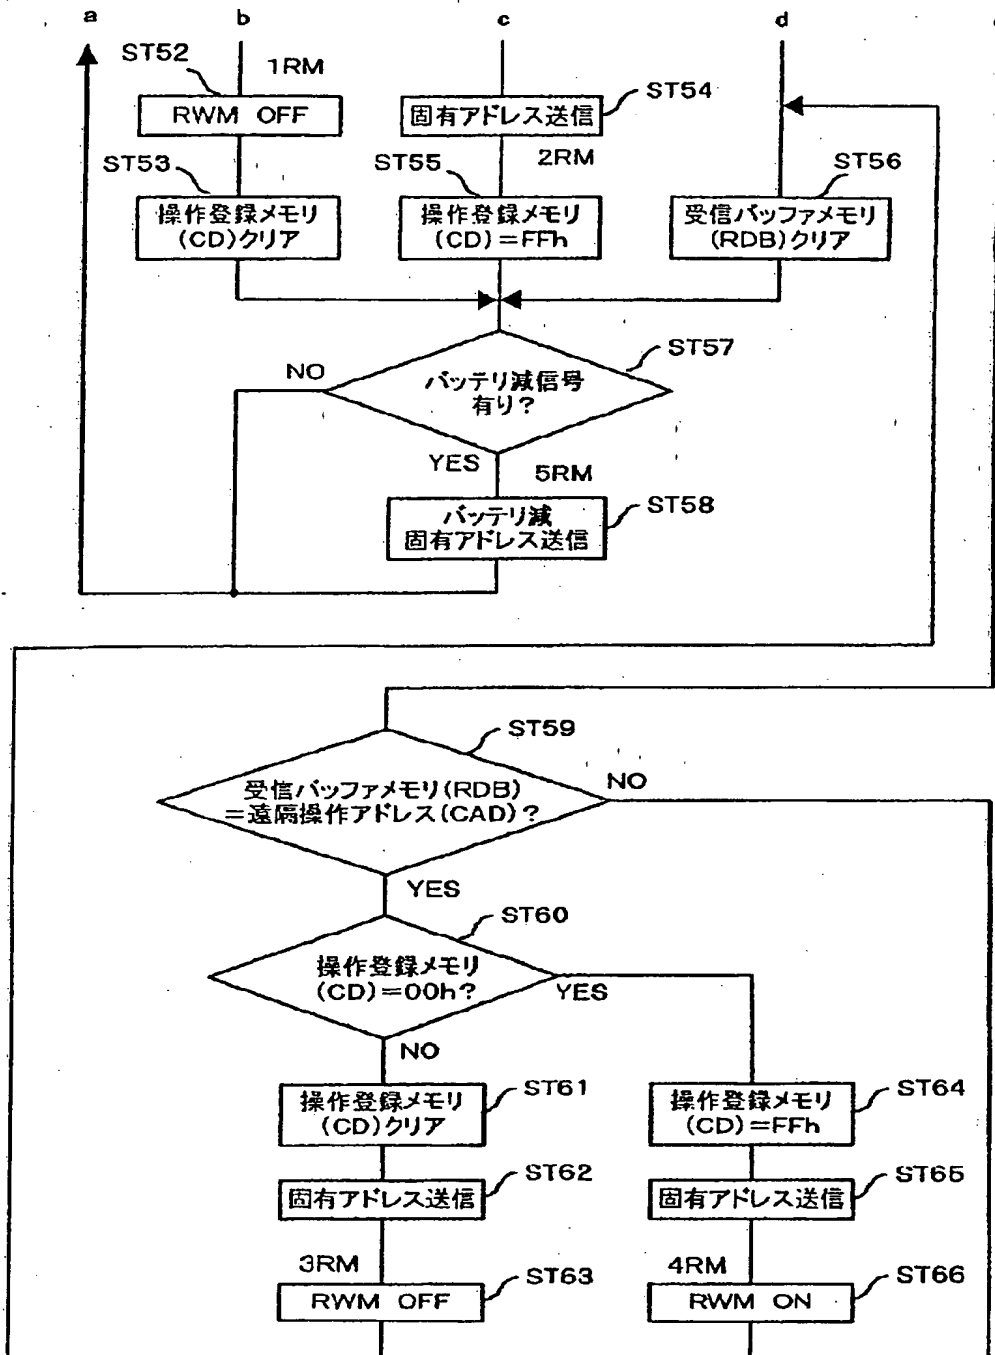 a
b
c
d
ST52
1RM
RWM OFF
固有アドレス送信
ST54
ST53
操作登録メモリ
(CD)クリア
2RM
ST55
操作登録メモリ
(CD)=FFh
ST56
受信バッファメモリ
(RDB)クリア
ST57
バッテリ減信号
有り?
NO
YES
5RM
バッテリ減
固有アドレス送信
ST58
ST59
受信バッファメモリ(RDB)
=遠隔操作アドレス(CAD)?
NO
YES
ST60
操作登録メモリ
(CD)=00h?
YES
NO
操作登録メモリ
(CD)クリア
ST61
操作登録メモリ
(CD)=FFh
ST64
固有アドレス送信
ST62
固有アドレス送信
ST65
3RM
RWM OFF
ST63
4RM
RWM ON
ST66